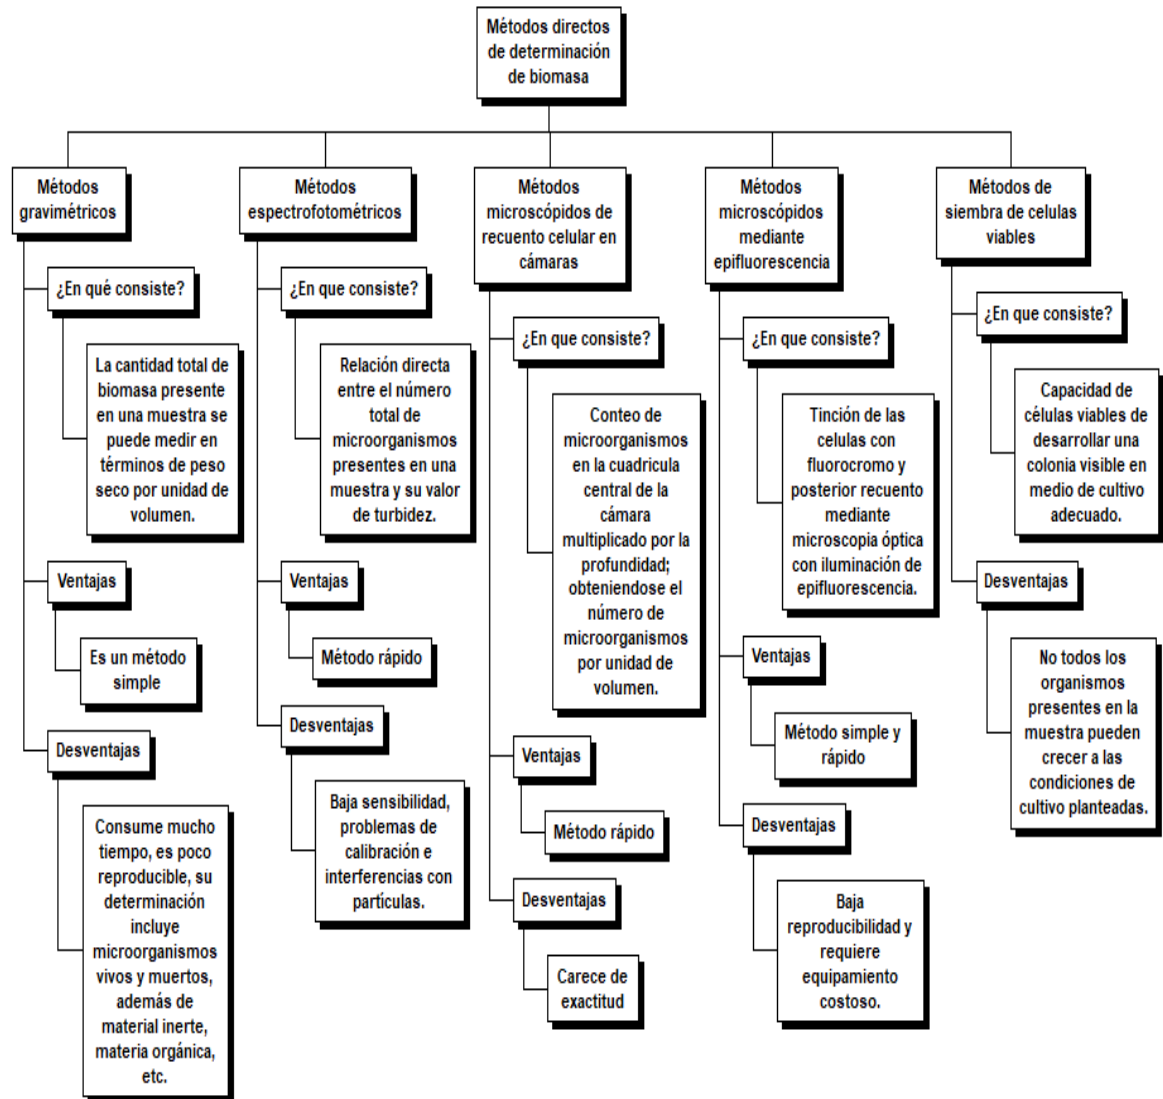 Métodos directos
de determinación
de biomasa
Métodos
gravimétricos
¿En qué consiste?
La cantidad total de
biomasa presente
en una muestra se
puede medir en
términos de peso
seco por unidad de
volumen.
Ventajas
Es un método
simple
Desventajas
Consume mucho
tiempo, es poco
reproducible, su
determinación
incluye
microorganismos
vivos y muertos,
además de
material inerte,
materia orgánica,
etc.
Métodos
espectrofotométricos
¿En que consiste?
Relación directa
entre el número
total de
microorganismos
presentes en una
muestra y su valor
de turbidez.
Ventajas
Método rápido
Desventajas
Baja sensibilidad,
problemas de
calibración e
interferencias con
partículas.
Métodos
microscópidos de
recuento celular en
cámaras
¿En que consiste?
Conteo de
microorganismos
en la cuadricula
central de la
cámara
multiplicado por la
profundidad;
obteniendose el
número de
microorganismos
por unidad de
volumen.
Ventajas
Método rápido
Desventajas
Carece de
exactitud
Métodos
microscópidos
mediante
epifluorescencia
¿En que consiste?
Tinción de las
celulas con
fluorocromo y
posterior recuento
mediante
microscopia óptica
con iluminación de
epifluorescencia.
Ventajas
Método simple y
rápido
Desventajas
Baja
reproducibilidad y
requiere
equipamiento
costoso.
Métodos de
siembra de celulas
viables
¿En que consiste?
Capacidad de
células viables de
desarrollar una
colonia visible en
medio de cultivo
adecuado.
Desventajas
No todos los
organismos
presentes en la
muestra pueden
crecer a las
condiciones de
cultivo planteadas.